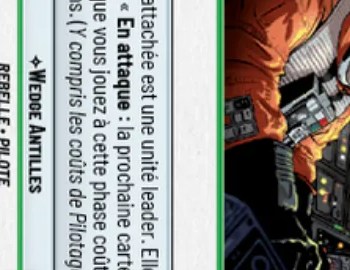 attachée est une unité leader. Elle
« En attaque : la prochaine carte
que vous jouez à cette phase coût
s. (Y compris les coûts de Pilotag
WEDGE ANTILLES
REBELLE • PILOTE